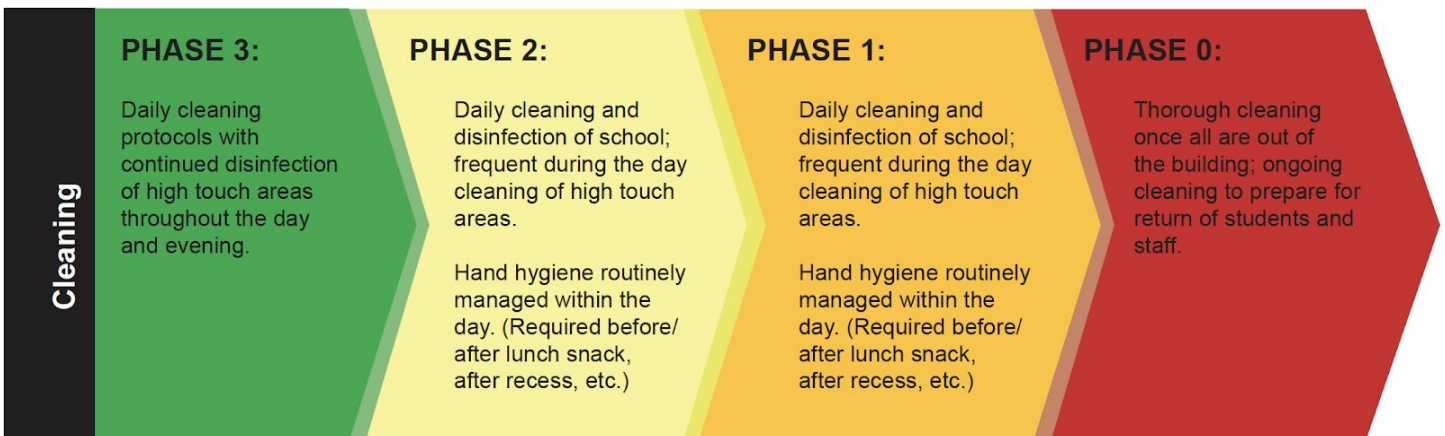 Cleaning
PHASE 3:
Daily cleaning
protocols with
continued disinfection
of high touch areas
throughout the day
and evening.
PHASE 2:
Daily cleaning and
disinfection of school;
frequent during the day
cleaning of high touch
areas.
Hand hygiene routinely
managed within the
day. (Required before/
after lunch snack,
after recess, etc.)
PHASE 1:
Daily cleaning and
disinfection of school;
frequent during the day
cleaning of high touch
areas.
Hand hygiene routinely
managed within the
day. (Required before/
after lunch snack,
after recess, etc.)
PHASE 0:
Thorough cleaning
once all are out of
the building; ongoing
cleaning to prepare for
return of students and
staff.